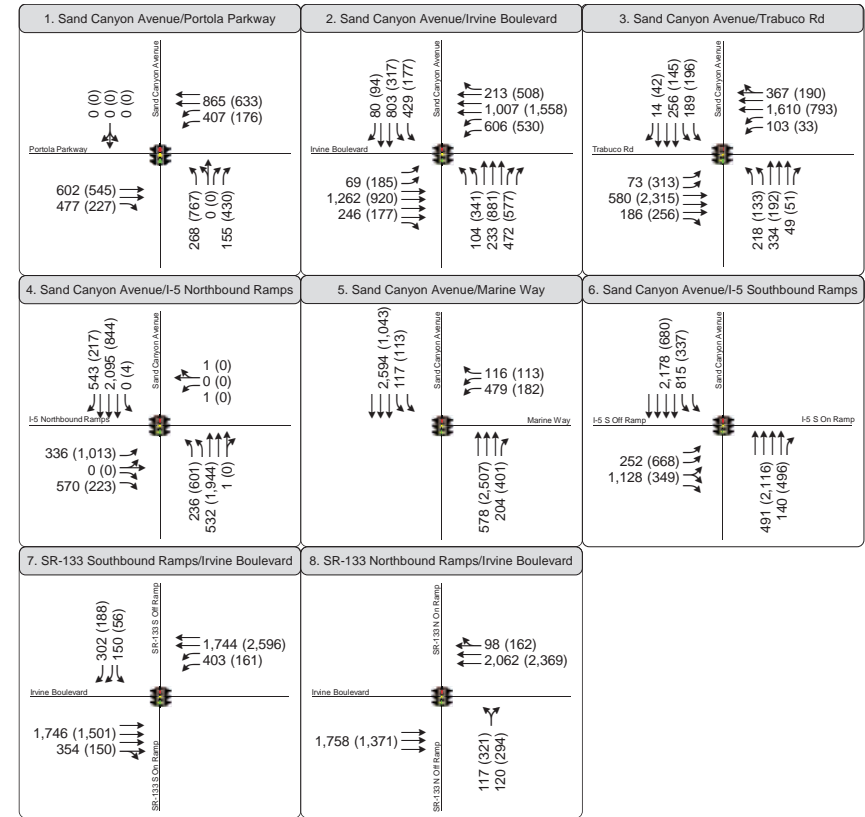 1. Sand Canyon Avenue/Portola Parkway
0 (0)
0 (0)
0 (0)
Sand Canyon Avenue
865 (633)
407 (176)
Portola Parkway
602 (545)
477 (227)
268 (767)
0 (0)
155 (430)
2. Sand Canyon Avenue/Irvine Boulevard
80 (94)
803 (317)
429 (177)
Sand Canyon Avenue
213 (508)
1,007 (1,558)
606 (530)
Irvine Boulevard
69 (185)
1,262 (920)
246 (177)
104 (341)
233 (881)
472 (577)
3. Sand Canyon Avenue/Trabuco Rd
14 (42)
256 (145)
189 (196)
Sand Canyon Avenue
367 (190)
1,610 (793)
103 (33)
Trabuco Rd
73 (313)
580 (2,315)
186 (256)
218 (133)
334 (192)
49 (51)
4. Sand Canyon Avenue/I-5 Northbound Ramps
543 (217)
2,095 (844)
0 (4)
Sand Canyon Avenue
1 (0)
0 (0)
1 (0)
I-5 Northbound Ramps
336 (1,013)
0 (0)
570 (223)
236 (601)
532 (1,944)
1 (0)
5. Sand Canyon Avenue/Marine Way
2,594 (1,043)
117 (113)
Sand Canyon Avenue
116 (113)
479 (182)
Marine Way
578 (2,507)
204 (401)
6. Sand Canyon Avenue/I-5 Southbound Ramps
2,178 (680)
815 (337)
Sand Canyon Avenue
I-5 S Off Ramp
I-5 S On Ramp
252 (668)
1,128 (349)
491 (2,116)
140 (496)
7. SR-133 Southbound Ramps/Irvine Boulevard
302 (188)
150 (56)
SR-133 S Off Ramp
1,744 (2,596)
403 (161)
Irvine Boulevard
1,746 (1,501)
354 (150)
SR-133 S On Ramp
8. SR-133 Northbound Ramps/Irvine Boulevard
SR-133 N On Ramp
98 (162)
2,062 (2,369)
Irvine Boulevard
1,758 (1,371)
SR-133 N Off Ramp
117 (321)
120 (294)